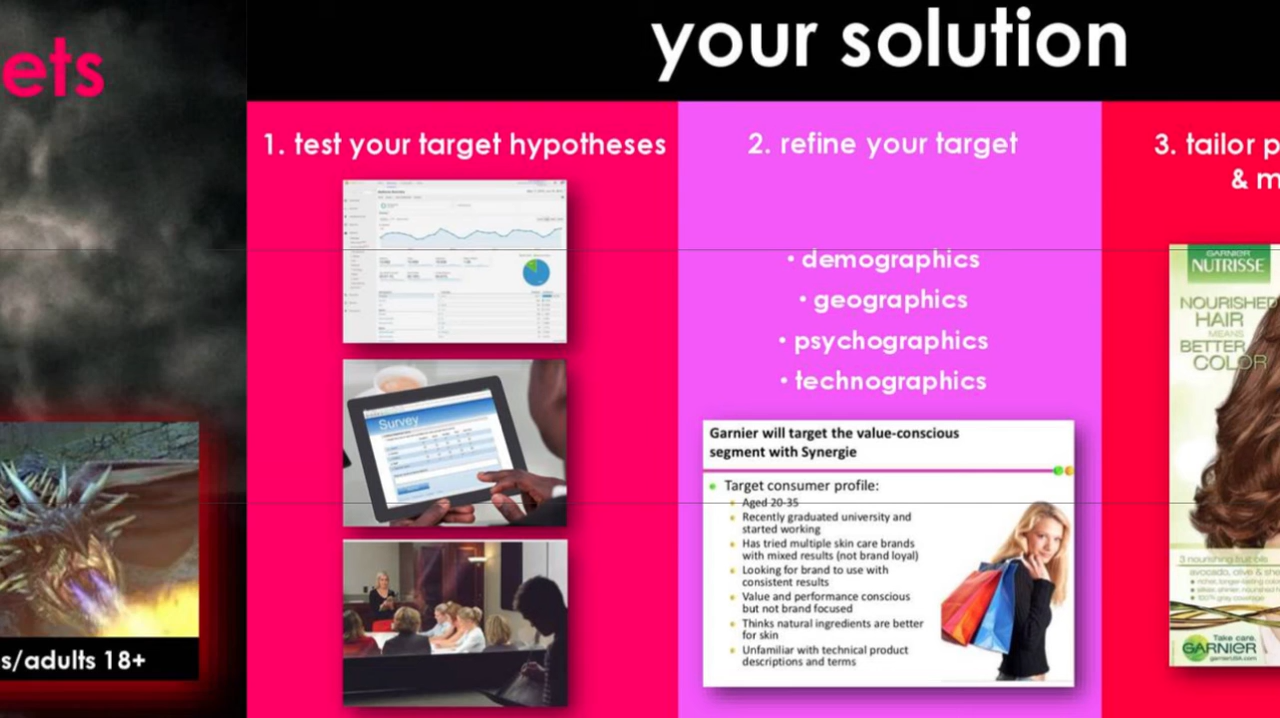 ets
s/adults 18+
your solution
1. test your target hypotheses
Survey
2. refine your target
• demographics
• geographics
• psychographics
• technographics
Garnier will target the value-conscious
segment with Synergie
Target consumer profile:
Aged 20-35
Recently graduated university and
started working
Has tried multiple skin care brands
with mixed results (not brand loyal)
Looking for brand to use with
consistent results
Value and performance conscious
but not brand focused
Thinks natural ingredients are better
for skin
Unfamiliar with technical product
descriptions and terms
3. tailor p
& m
GARNIER
NUTRISSE
NOURISHED
HAIR
MEANS
BETTER
COLOR
3 nourishing fruit oils
avocado, olive & she
Take care.
GARNIER
garnierusa.com